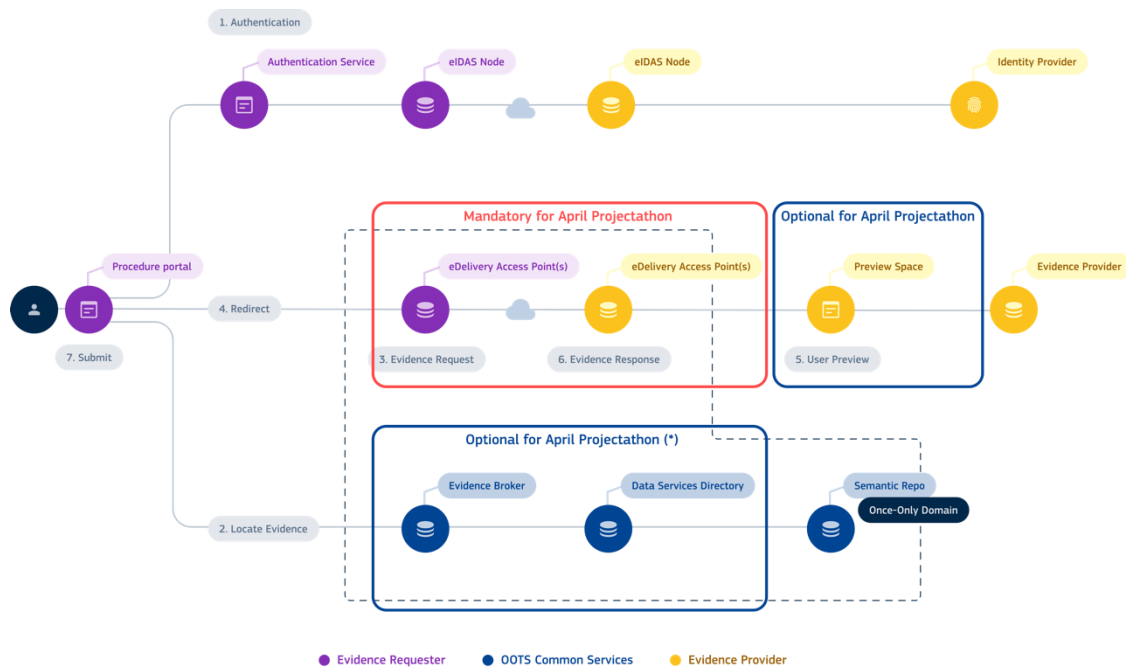 1. Authentication
Authentication Service
eIDAS Node
eIDAS Node
Identity Provider
Mandatory for April Projectathon
Optional for April Projectathon
Procedure portal
eDelivery Access Point(s)
eDelivery Access Point(s)
Preview Space
Evidence Provider
4. Redirect
7. Submit
3. Evidence Request
6. Evidence Response
5. User Preview
Optional for April Projectathon (*)
Evidence Broker
Data Services Directory
Semantic Repo
Once-Only Domain
2. Locate Evidence
Evidence Requester
OOTS Common Services
Evidence Provider